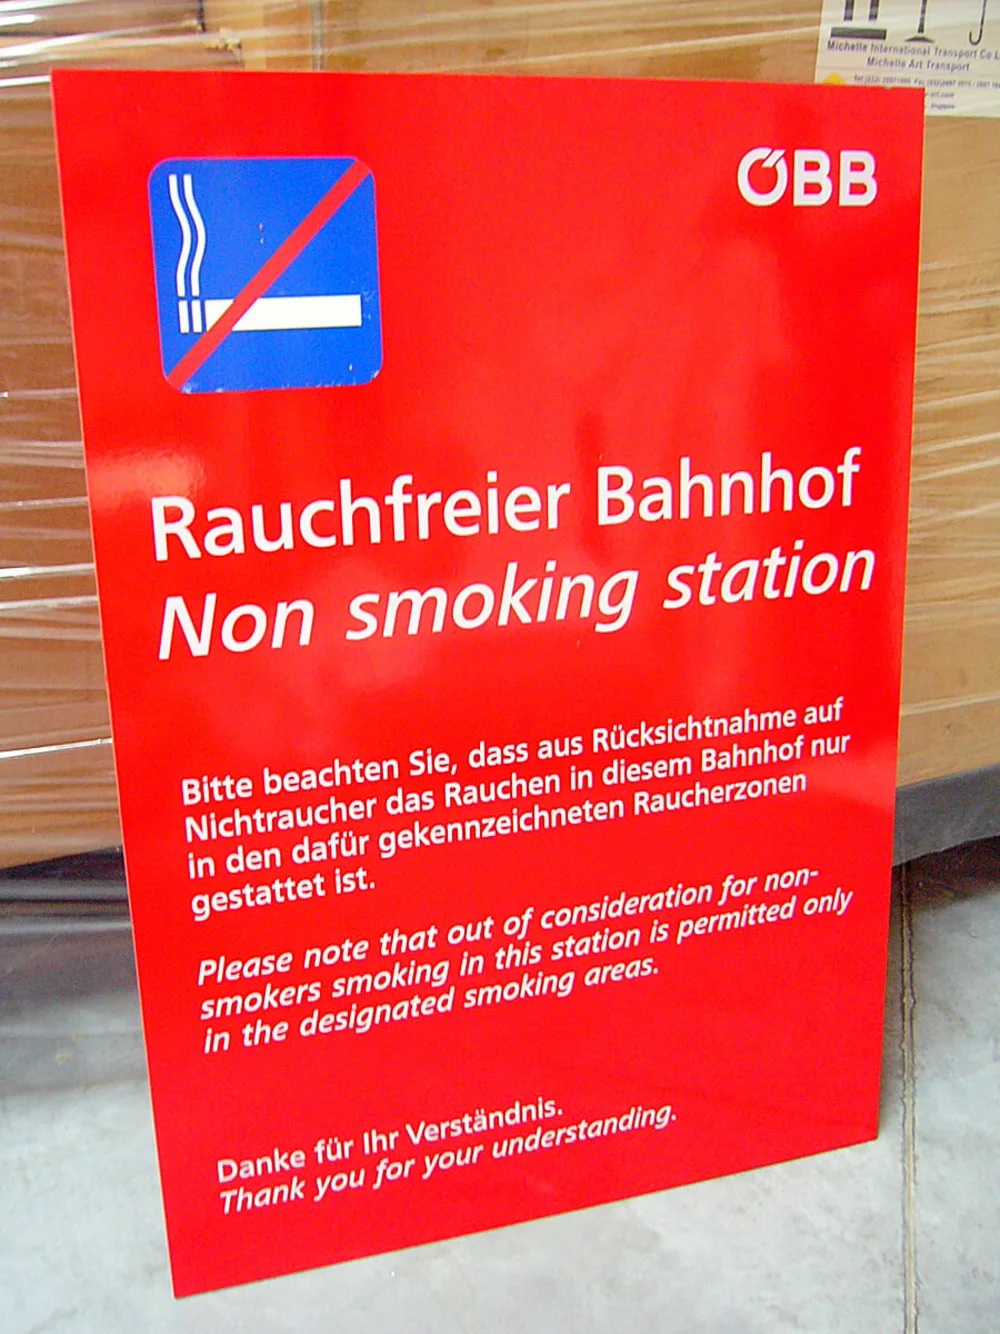 Michelle International Transport Co L
Michelle Art Transport
ÖBB
Rauchfreier Bahnhof
Non smoking station
Bitte beachten Sie, dass aus Rücksichtnahme auf
Nichtraucher das Rauchen in diesem Bahnhof nur
in den dafür gekennzeichneten Raucherzonen
gestattet ist.
Please note that out of consideration for non-
smokers smoking in this station is permitted only
in the designated smoking areas.
Danke für Ihr Verständnis.
Thank you for your understanding.